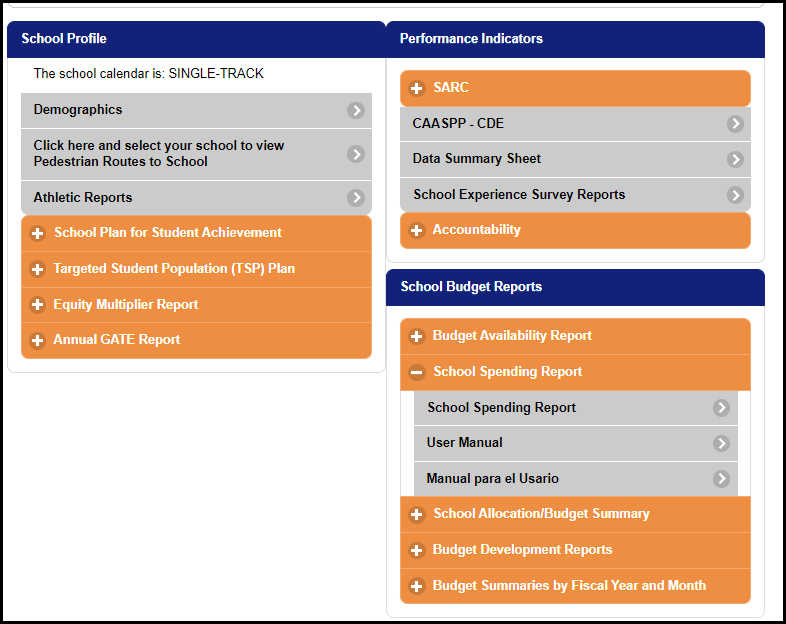 School Profile
The school calendar is: SINGLE-TRACK
Demographics
Click here and select your school to view
Pedestrian Routes to School
Athletic Reports
School Plan for Student Achievement
Targeted Student Population (TSP) Plan
Equity Multiplier Report
Annual GATE Report
Performance Indicators
SARC
CAASPP - CDE
Data Summary Sheet
School Experience Survey Reports
Accountability
School Budget Reports
Budget Availability Report
School Spending Report
School Spending Report
User Manual
Manual para el Usario
School Allocation/Budget Summary
Budget Development Reports
Budget Summaries by Fiscal Year and Month